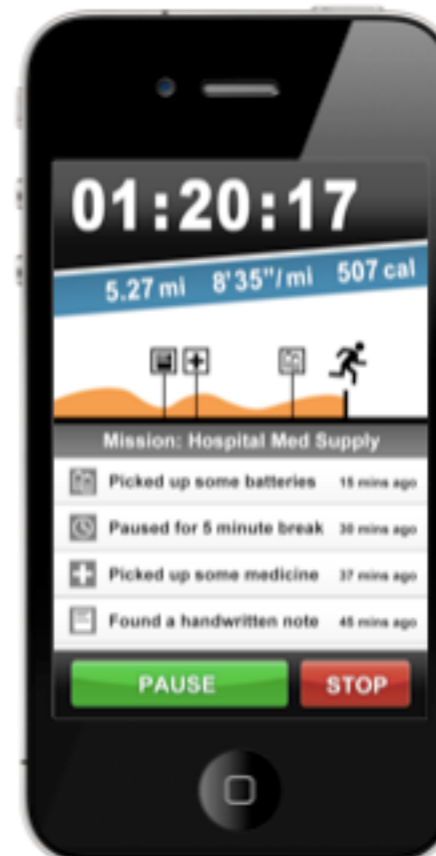 01:20:17
5.27 mi 8'35"/mi 507 cal
Mission: Hospital Med Supply
Picked up some batteries 15 mins ago
Paused for 5 minute break 30 mins ago
Picked up some medicine 37 mins ago
Found a handwritten note 45 mins ago
PAUSE STOP